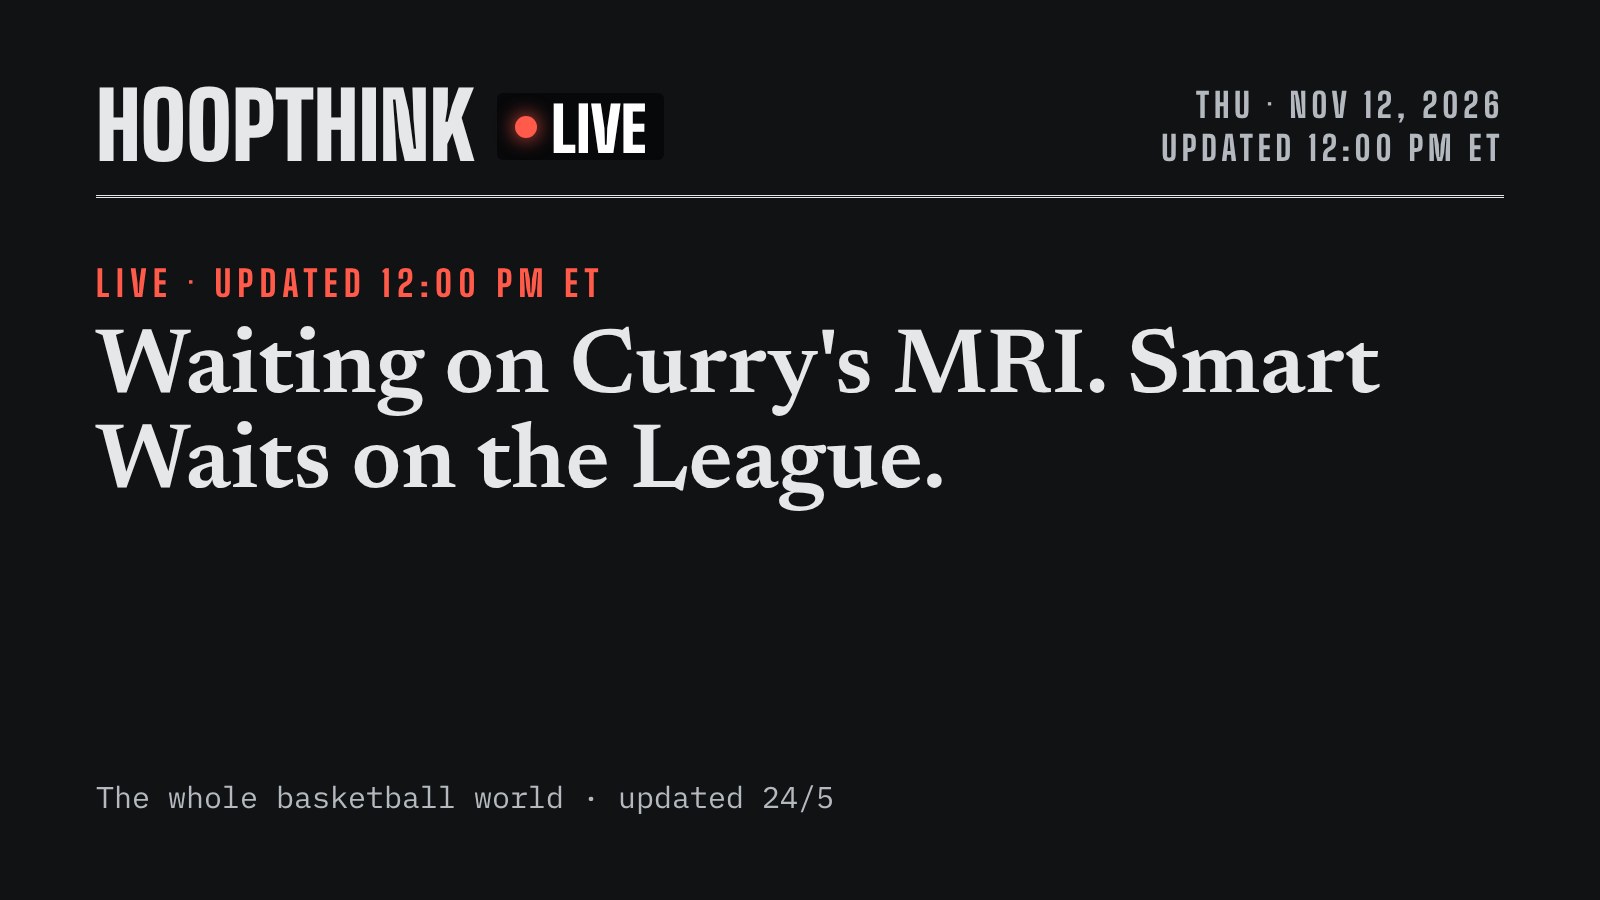 HOOPTHINK LIVE
THU · NOV 12, 2026
UPDATED 12:00 PM ET
LIVE · UPDATED 12:00 PM ET
Waiting on Curry's MRI. Smart
Waits on the League.
The whole basketball world · updated 24/5